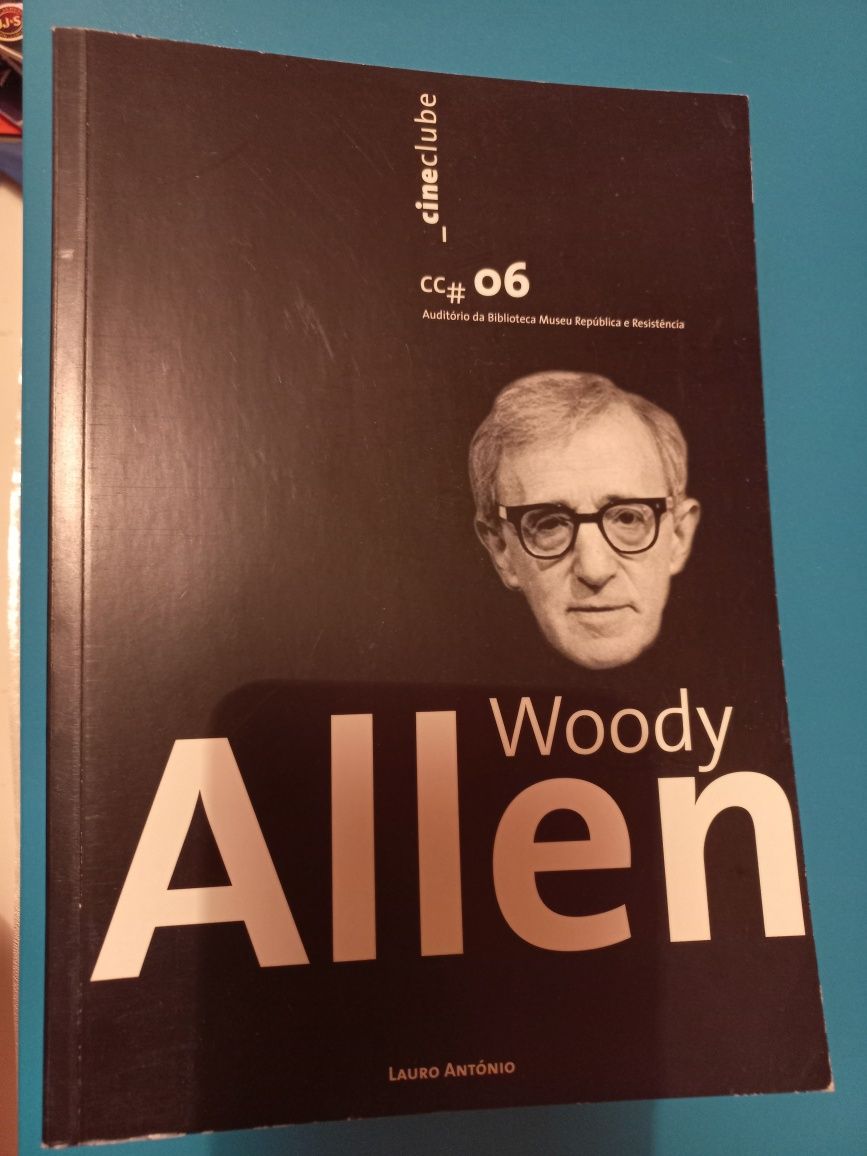 _cineclube
CC# 06
Auditório da Biblioteca Museu República e Resistência
Woody
Allen
LAURO ANTÓNIO